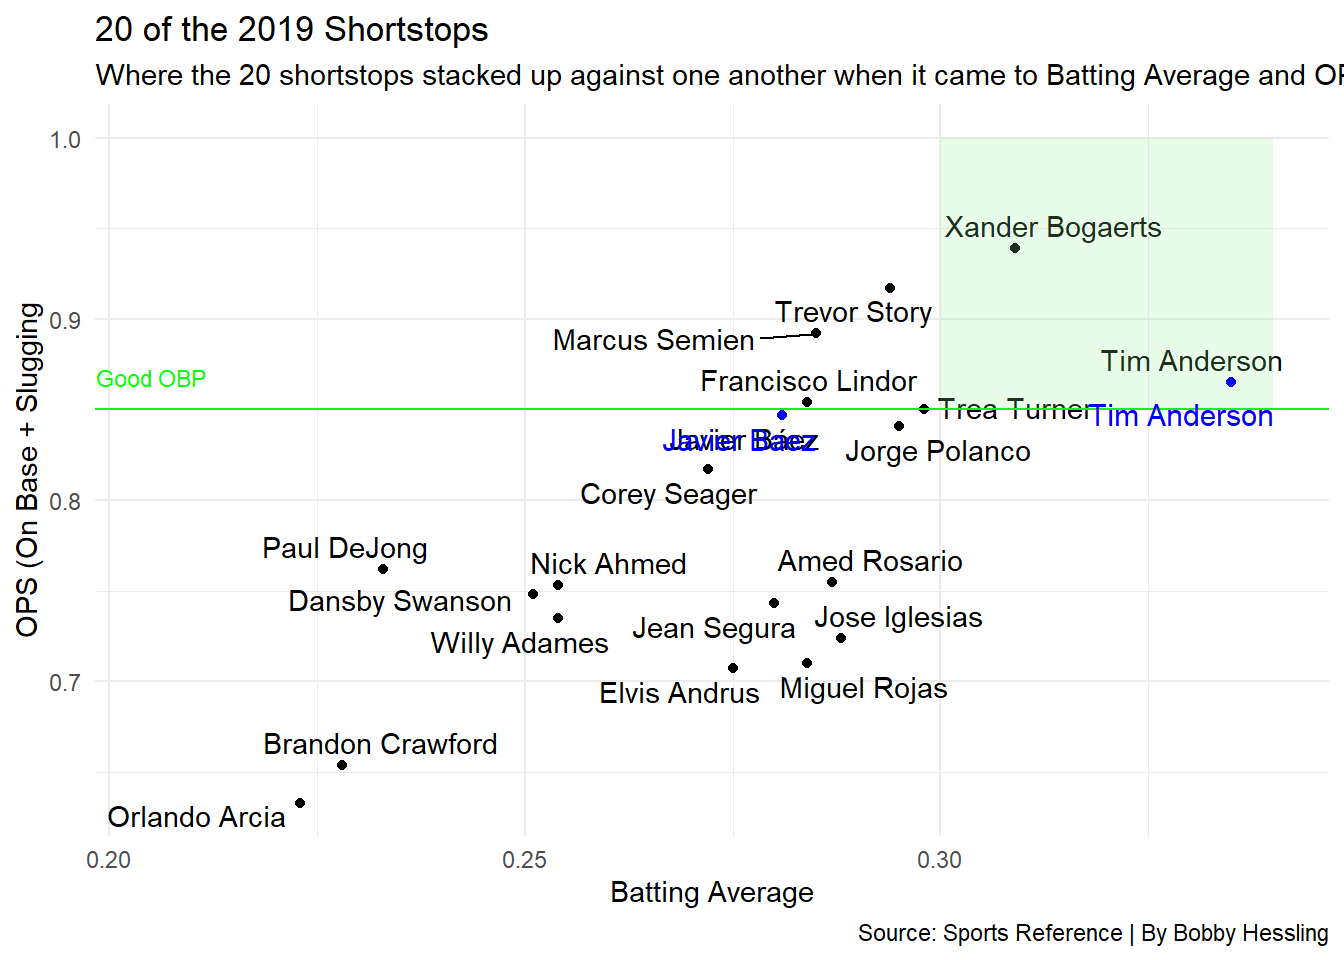 20 of the 2019 Shortstops
Where the 20 shortstops stacked up against one another when it came to Batting Average and
1.0
Xander Bogaerts
Trevor Story
0.9
Marcus Semien
Tim Anderson
Good OBP
Francisco Lindor
Trea Turner
Tim Anderson
Javier Báez
Javier Baez
Jorge Polanco
Corey Seager
0.8
Paul DeJong
Nick Ahmed
Amed Rosario
Dansby Swanson
Jose Iglesias
Jean Segura
Willy Adames
0.7
Elvis Andrus
Miguel Rojas
Brandon Crawford
Orlando Arcia
OPS (On Base + Slugging
0.20
0.25
0.30
Batting Average
Source: Sports Reference | By Bobby Hessling